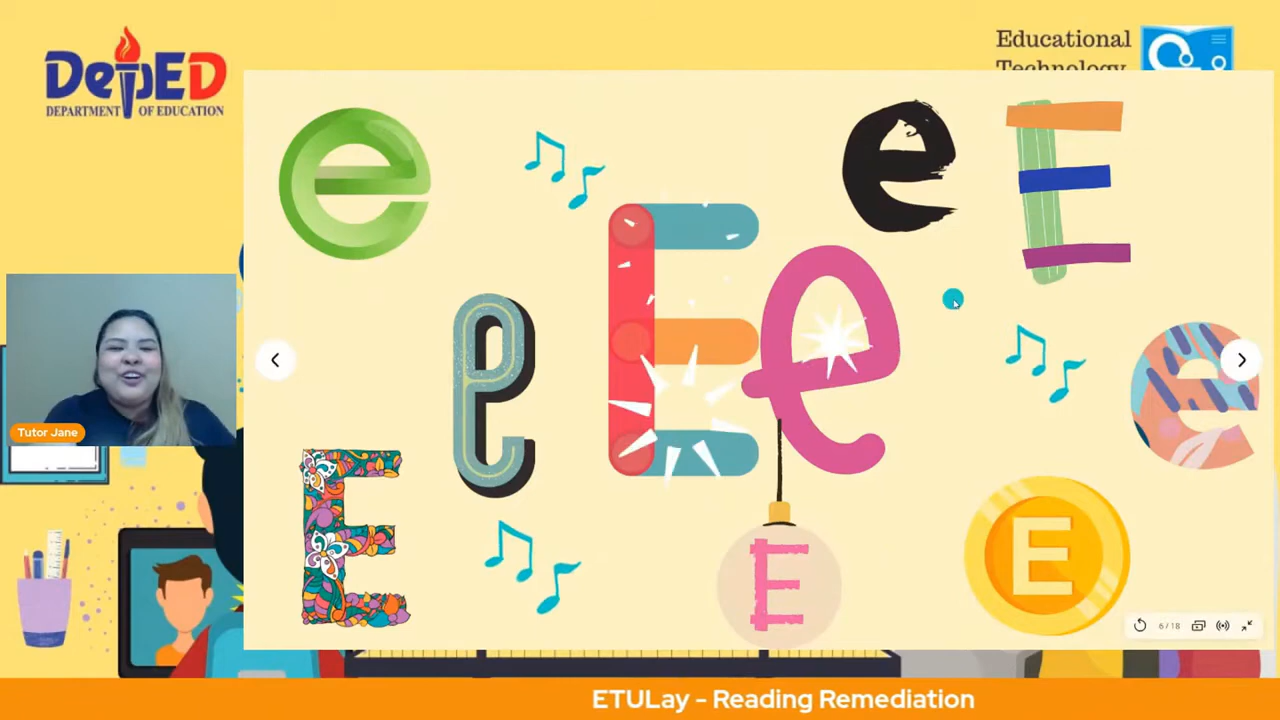 DepED
DEPARTMENT OF EDUCATION
Educational
Technology
e
e
E
E e
e
e
E
E
E
Tutor Jane
6/18
ETULay - Reading Remediation